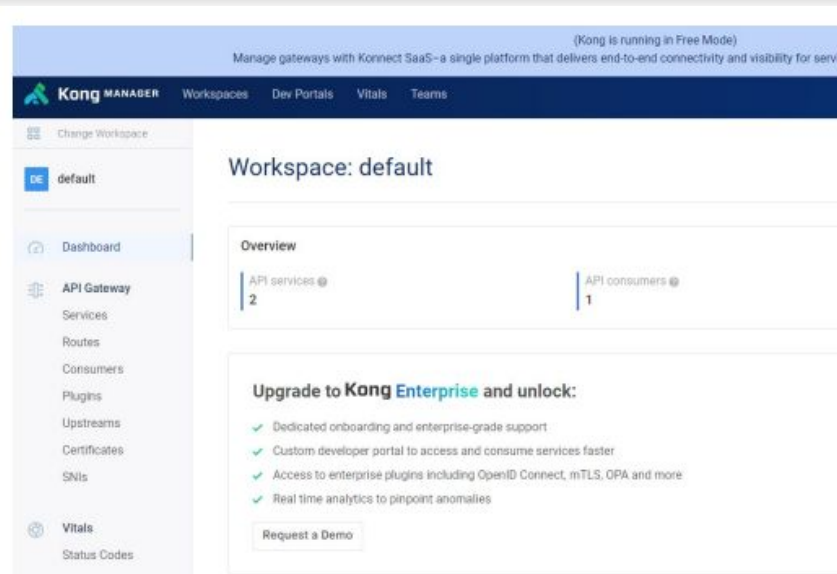 (Kong is running in Free Mode)
Manage gateways with Konnect SaaS–a single platform that delivers end-to-end connectivity and visibility for servi
Kong MANAGER Workspaces Dev Portals Vitals Teams
Change Workspace
DE default
Workspace: default
Dashboard
Overview
API services
2
API consumers
1
API Gateway
Services
Routes
Consumers
Plugins
Upstreams
Certificates
SNIs
Upgrade to Kong Enterprise and unlock:
Dedicated onboarding and enterprise-grade support
Custom developer portal to access and consume services faster
Access to enterprise plugins including OpenID Connect, mTLS, OPA and more
Real time analytics to pinpoint anomalies
Request a Demo
Vitals
Status Codes